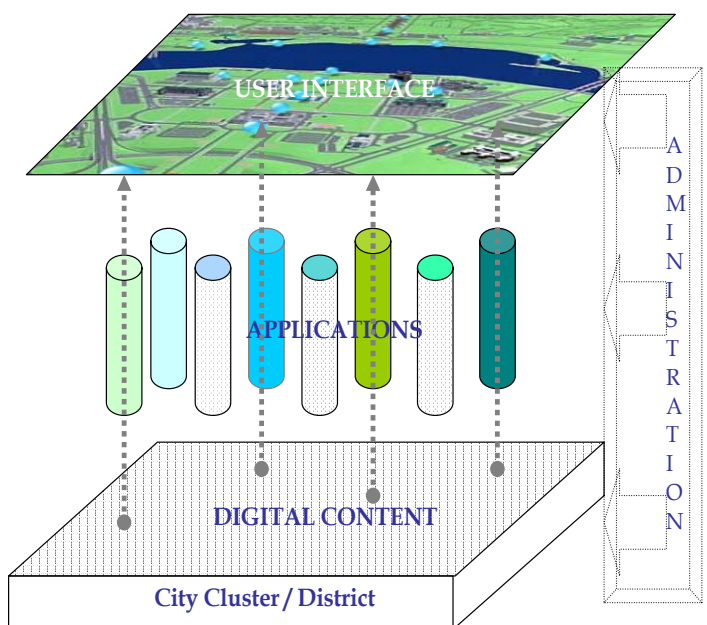 USER INTERFACE
APPLICATIONS
DIGITAL CONTENT
City Cluster / District
ADMINISTRATION